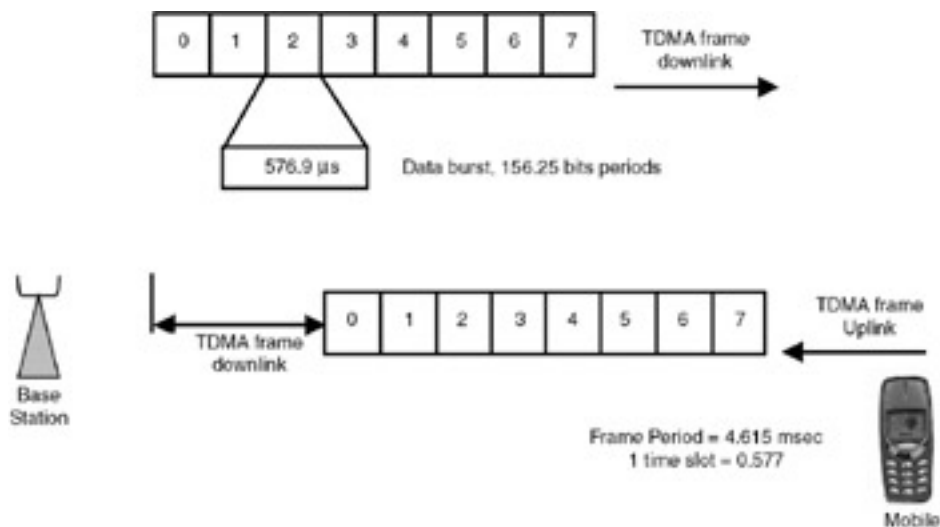 0 1 2 3 4 5 6 7
TDMA frame
downlink
576.9 µs
Data burst, 156.25 bits periods
0 1 2 3 4 5 6 7
TDMA frame
Uplink
TDMA frame
downlink
Base
Station
Frame Period = 4.615 msec
1 time slot = 0.577
Mobile